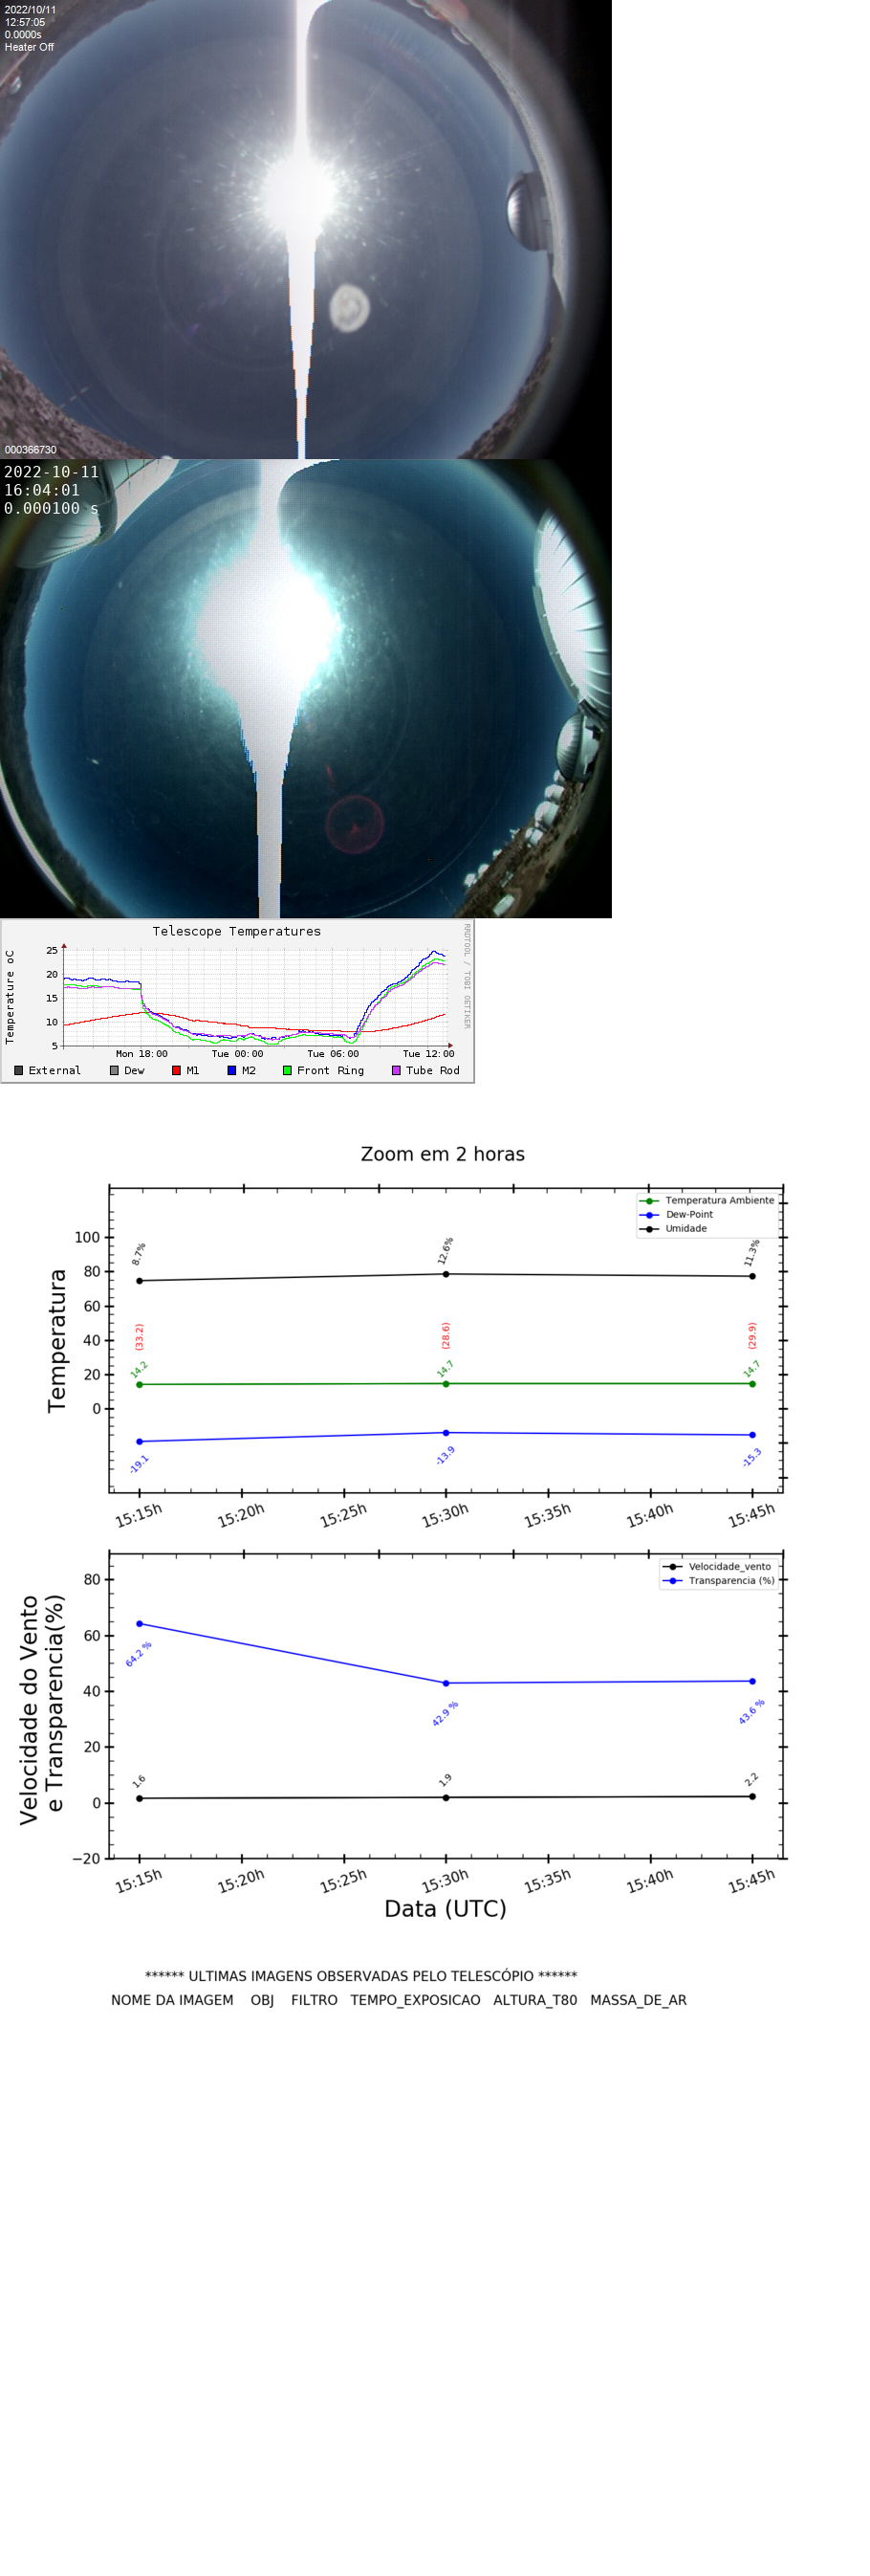 2022/10/11
12:57:05
0.0000s
Heater Off
000366730
2022-10-11
16:04:01
0.000100 s
Telescope Temperatures
RRDTOOL / TOBI OETIKER
Temperature oC
25
20
15
10
5
Mon 18:00 Tue 00:00 Tue 06:00 Tue 12:00
External Dew M1 M2 Front Ring Tube Rod
Zoom em 2 horas
Temperatura Ambiente
Dew-Point
Umidade
Temperatura
100
80
60
40
20
0
8.7% 12.6% 11.3%
(33.2) (28.6) (29.9)
14.2 14.7 14.7
-19.1 -13.9 -15.3
15:15h 15:20h 15:25h 15:30h 15:35h 15:40h 15:45h
Velocidade_vento
Transparencia (%)
Velocidade do Vento
e Transparencia(%)
80
60
40
20
0
−20
64.2 % 42.9 % 43.6 %
1.6 1.9 2.2
15:15h 15:20h 15:25h 15:30h 15:35h 15:40h 15:45h
Data (UTC)
****** ULTIMAS IMAGENS OBSERVADAS PELO TELESCÓPIO ******
NOME DA IMAGEM OBJ FILTRO TEMPO_EXPOSICAO ALTURA_T80 MASSA_DE_AR